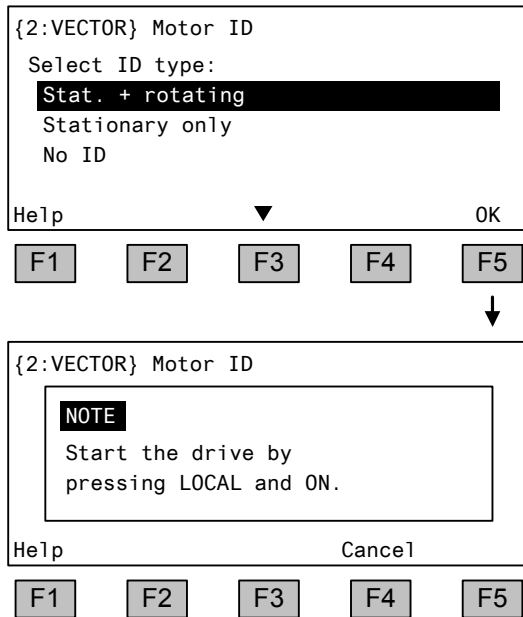 {2:VECTOR} Motor ID
Select ID type:
Stat. + rotating
Stationary only
No ID
Help ▼ OK
F1 F2 F3 F4 F5
{2:VECTOR} Motor ID
NOTE
Start the drive by
pressing LOCAL and ON.
Help Cancel
F1 F2 F3 F4 F5